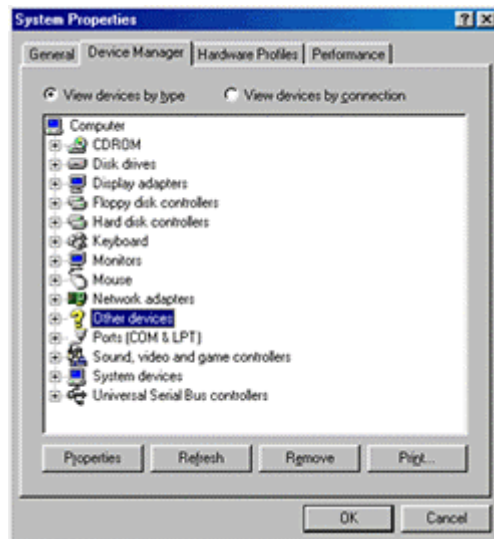 System Properties
General Device Manager Hardware Profiles Performance
View devices by type View devices by connection
Computer
CDROM
Disk drives
Display adapters
Floppy disk controllers
Hard disk controllers
Keyboard
Monitors
Mouse
Network adapters
Other devices
Ports (COM & LPT)
Sound, video and game controllers
System devices
Universal Serial Bus controllers
Properties Refresh Remove Print...
OK Cancel